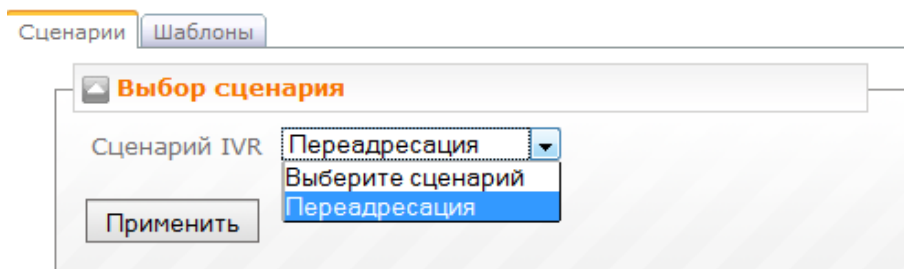 Сценарии Шаблоны
Выбор сценария
Сценарий IVR Переадресация
Выберите сценарий
Переадресация
Применить